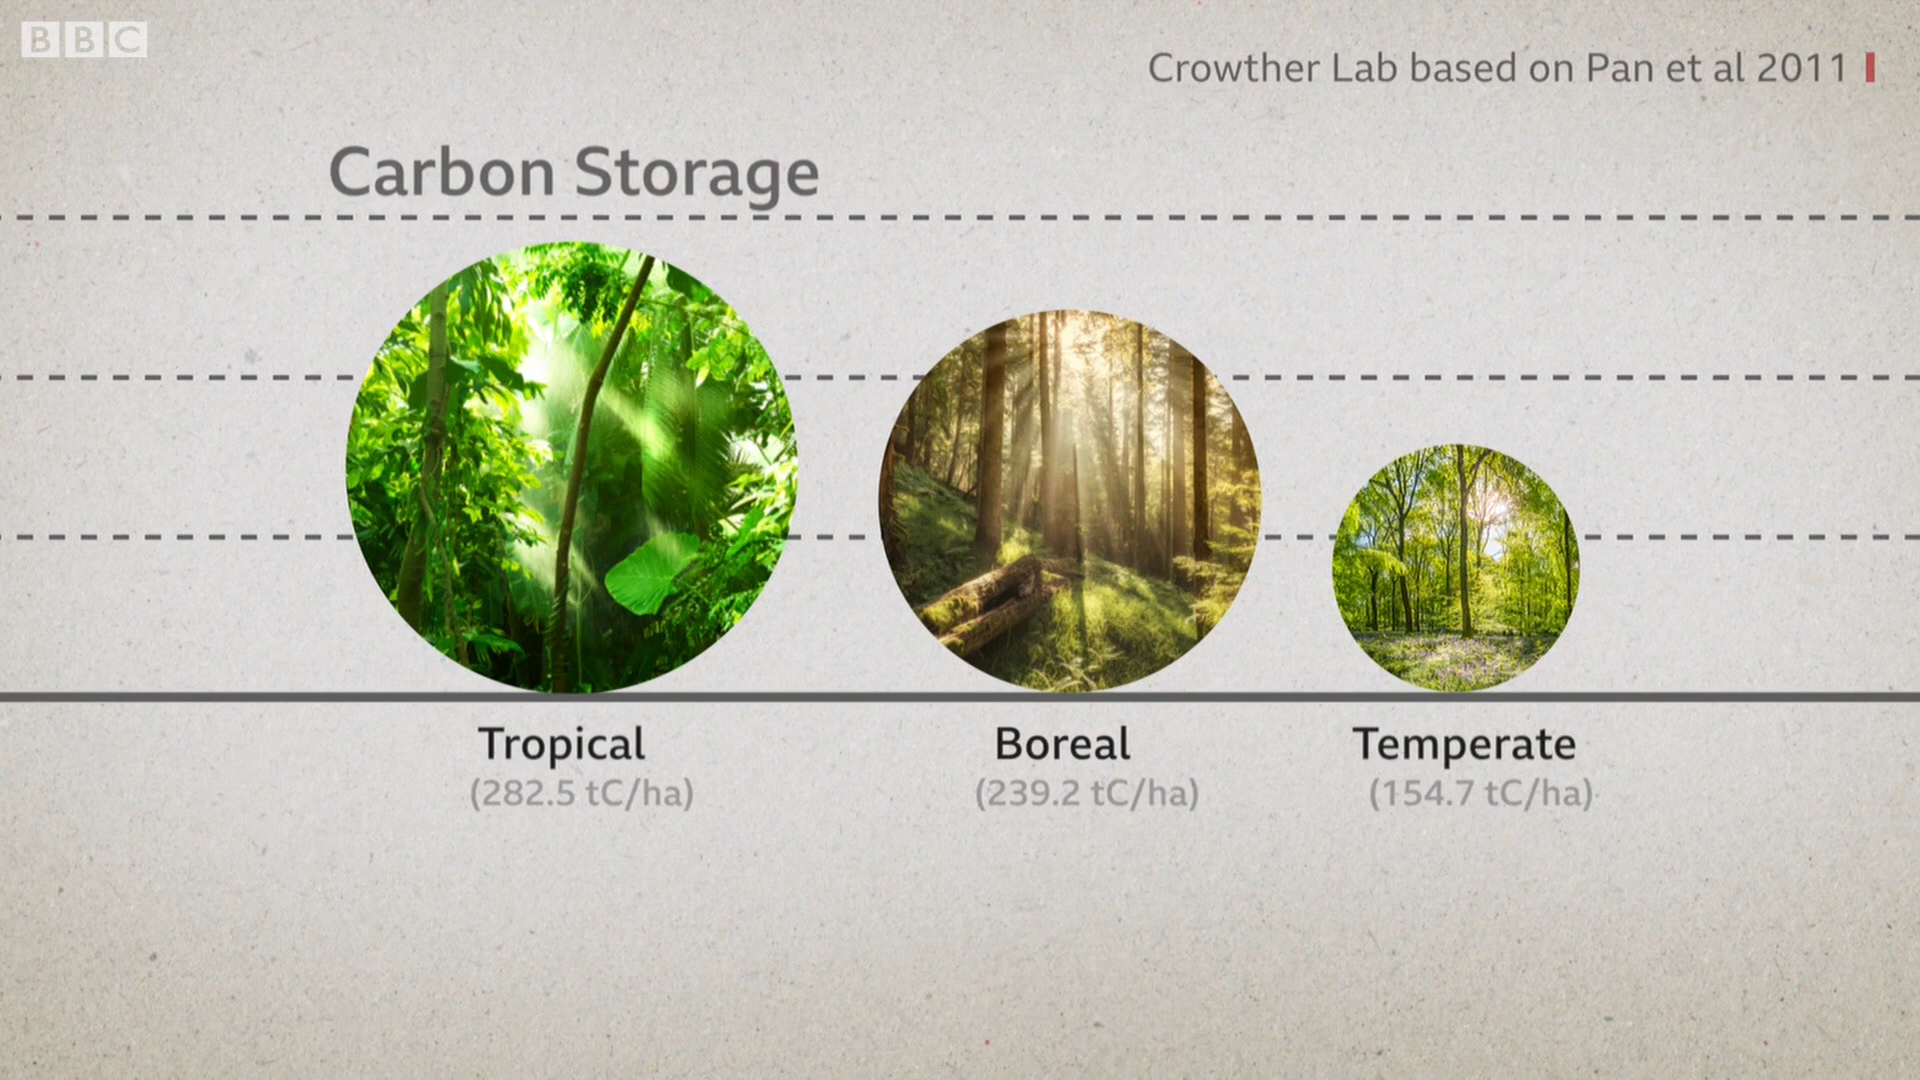 BBC
Crowther Lab based on Pan et al 2011
Carbon Storage
Tropical
(282.5 tC/ha)
Boreal
(239.2 tC/ha)
Temperate
(154.7 tC/ha)